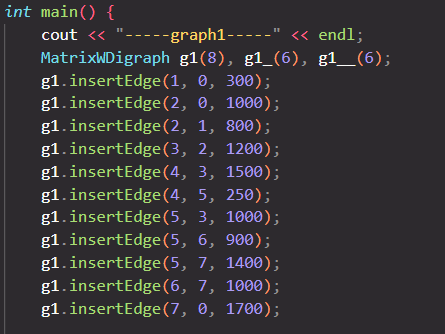 int main() {
cout << "-----graph1-----" << endl;
MatrixWDigraph g1(8), g1_(6), g1__(6);
g1.insertEdge(1, 0, 300);
g1.insertEdge(2, 0, 1000);
g1.insertEdge(2, 1, 800);
g1.insertEdge(3, 2, 1200);
g1.insertEdge(4, 3, 1500);
g1.insertEdge(4, 5, 250);
g1.insertEdge(5, 3, 1000);
g1.insertEdge(5, 6, 900);
g1.insertEdge(5, 7, 1400);
g1.insertEdge(6, 7, 1000);
g1.insertEdge(7, 0, 1700);